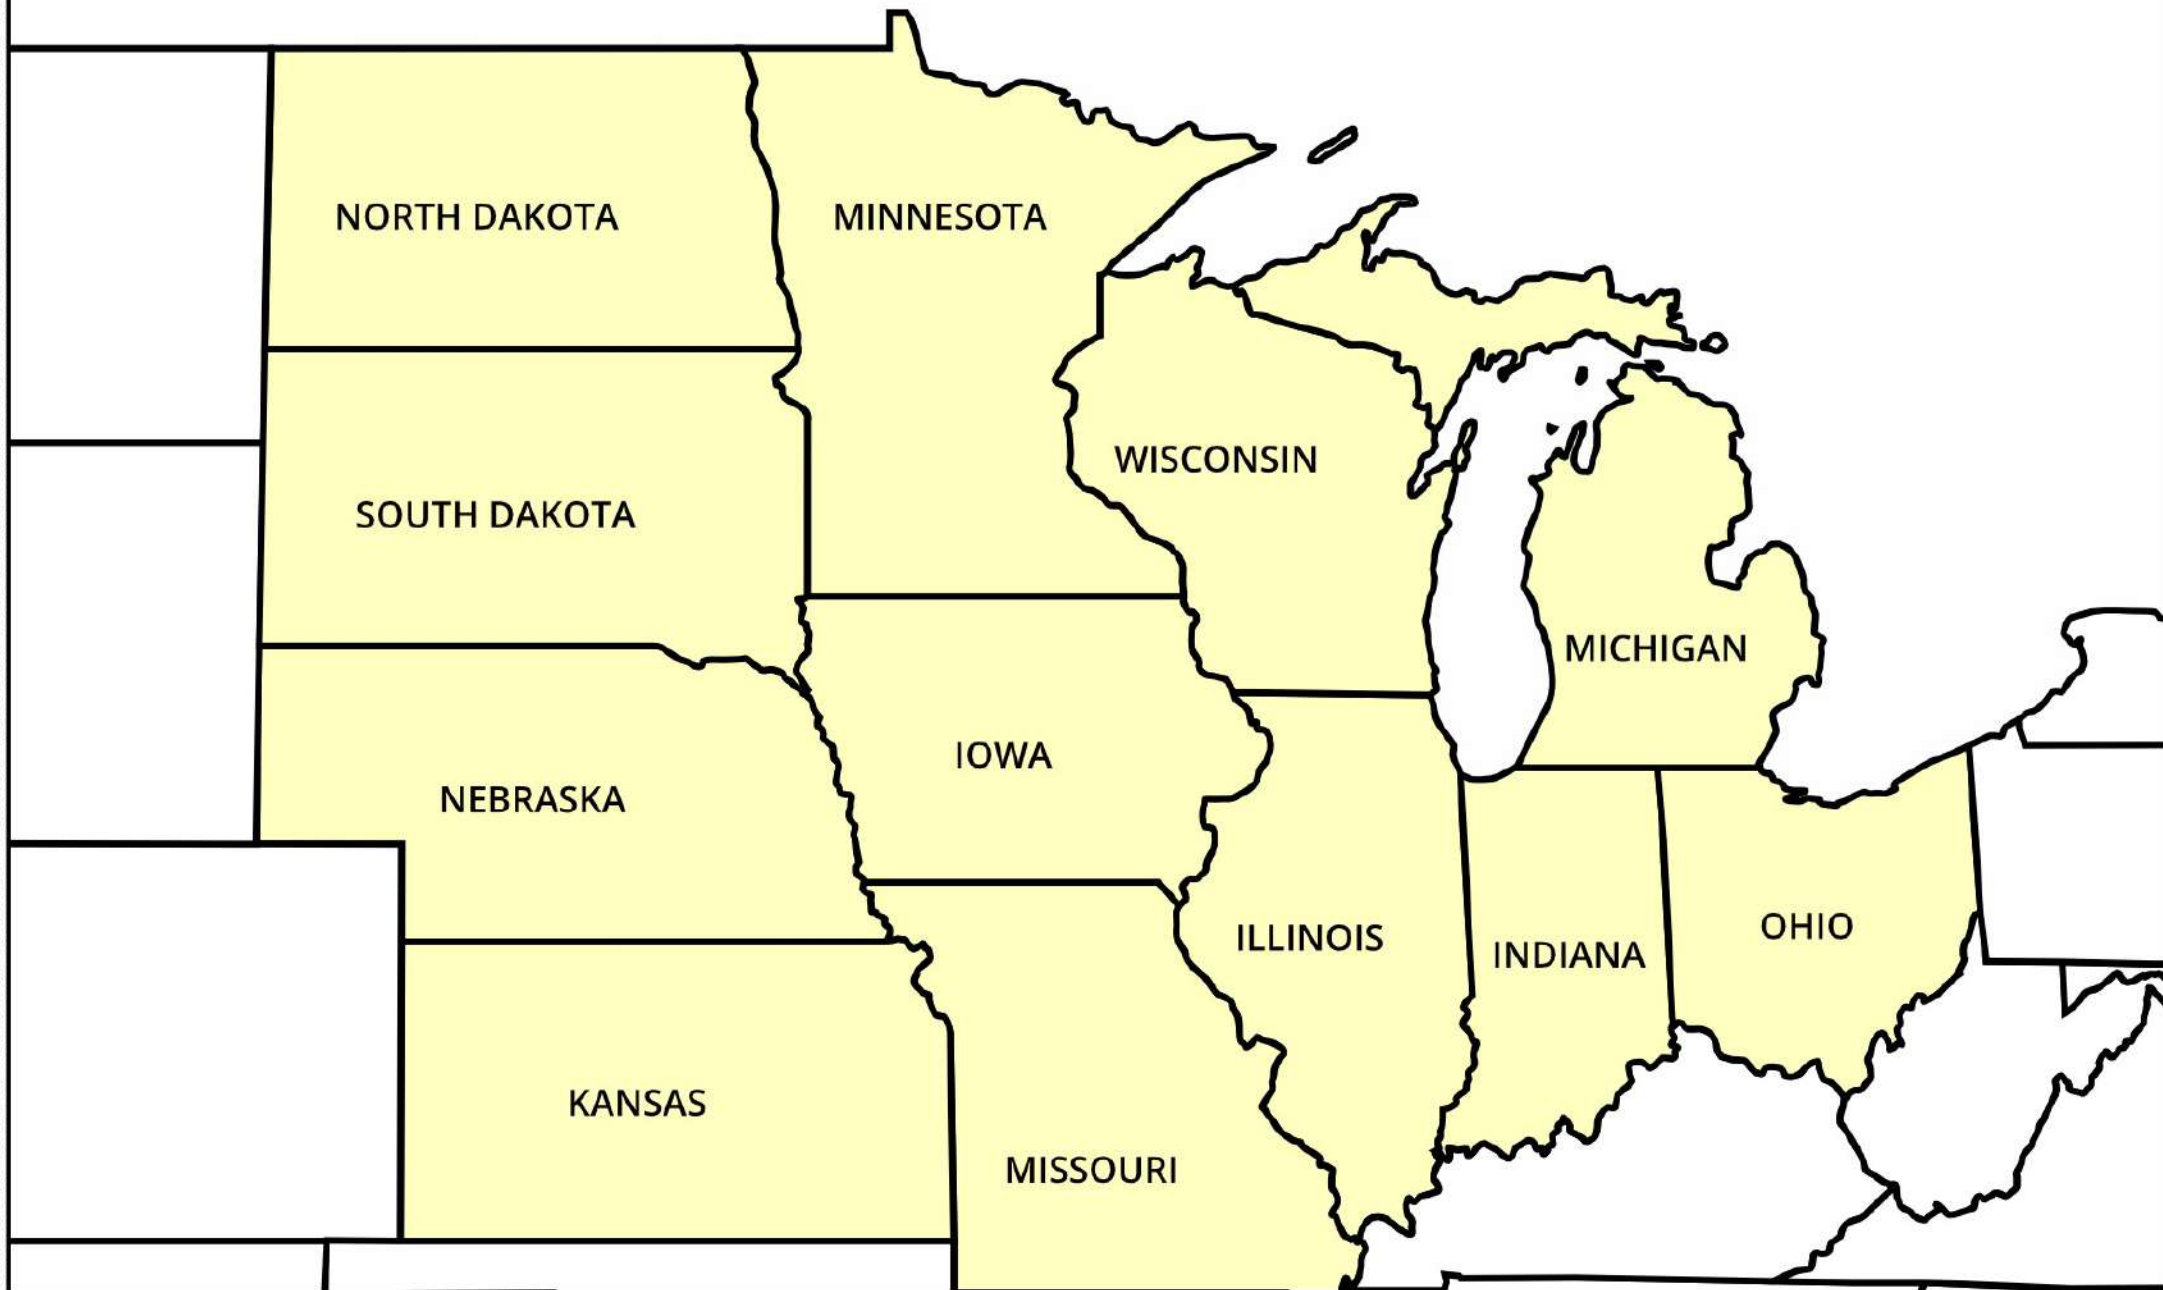 NORTH DAKOTA
MINNESOTA
WISCONSIN
SOUTH DAKOTA
MICHIGAN
IOWA
NEBRASKA
ILLINOIS
INDIANA
OHIO
KANSAS
MISSOURI